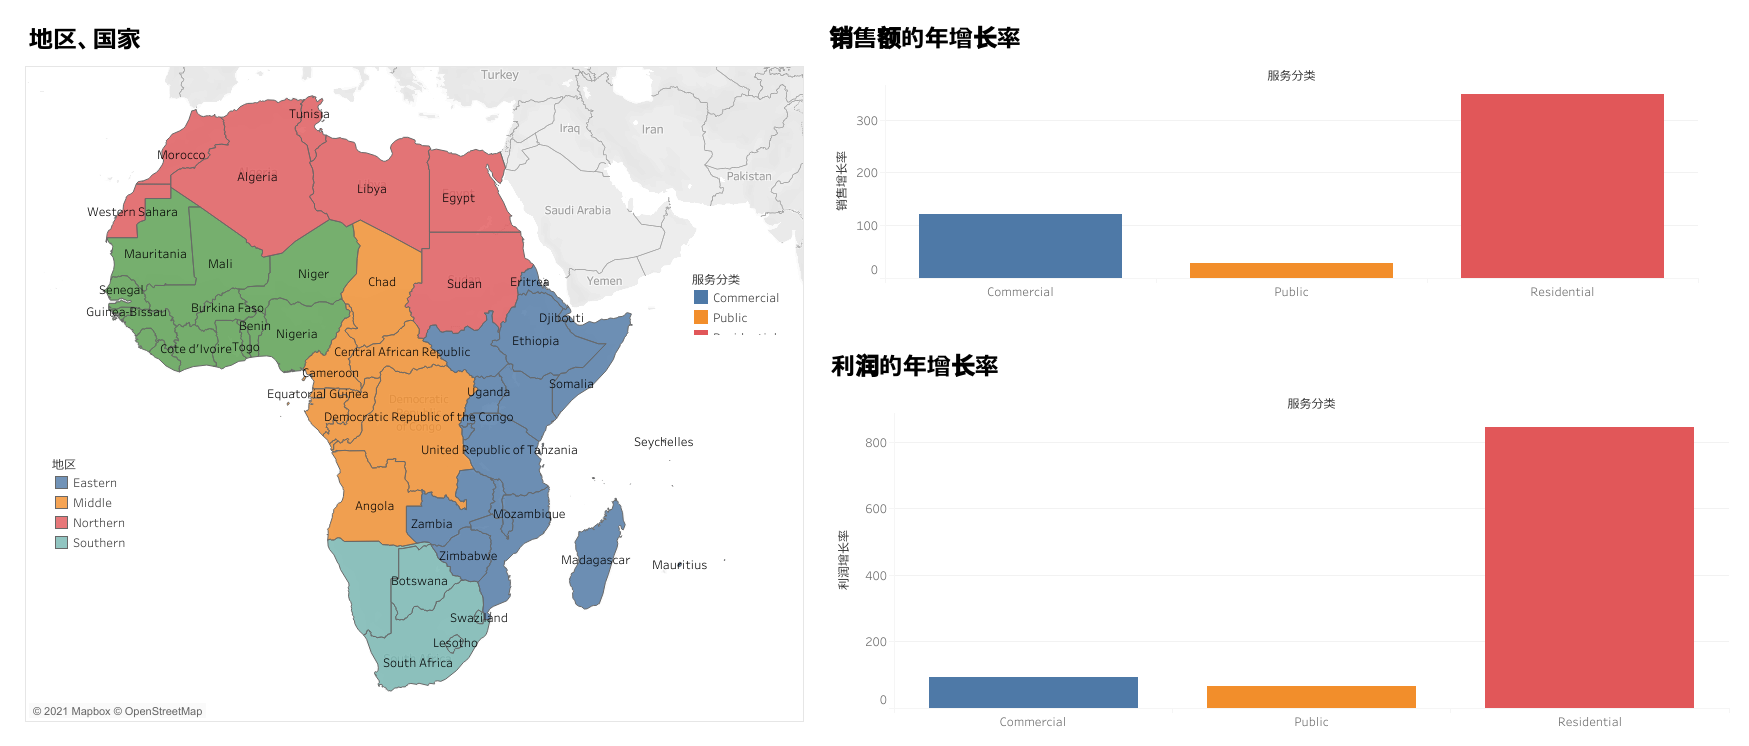 地区、国家
Turkey
Tunisia
Iraq
Iran
Morocco
Algeria
Libya
Pakistan
Egypt
Western Sahara
Saudi Arabia
Mauritania
Mali
Niger
Chad
Sudan
Eritrea
Yemen
Senegal
Guinea-Bissau
Burkina Faso
Djibouti
Benin
Nigeria
Cote d'Ivoire
Togo
Ethiopia
Central African Republic
Cameroon
Somalia
Equatorial Guinea
Uganda
Democratic
Democratic Republic of the Congo
of Congo
United Republic of Tanzania
Seychelles
Angola
Zambia
Mozambique
Zimbabwe
Madagascar
Mauritius
Botswana
Swaziland
Lesotho
South Africa
服务分类
Commercial
Public
地区
Eastern
Middle
Northern
Southern
© 2021 Mapbox © OpenStreetMap
销售额的年增长率
服务分类
销售增长率
300
200
100
0
Commercial
Public
Residential
利润的年增长率
服务分类
利润增长率
800
600
400
200
0
Commercial
Public
Residential